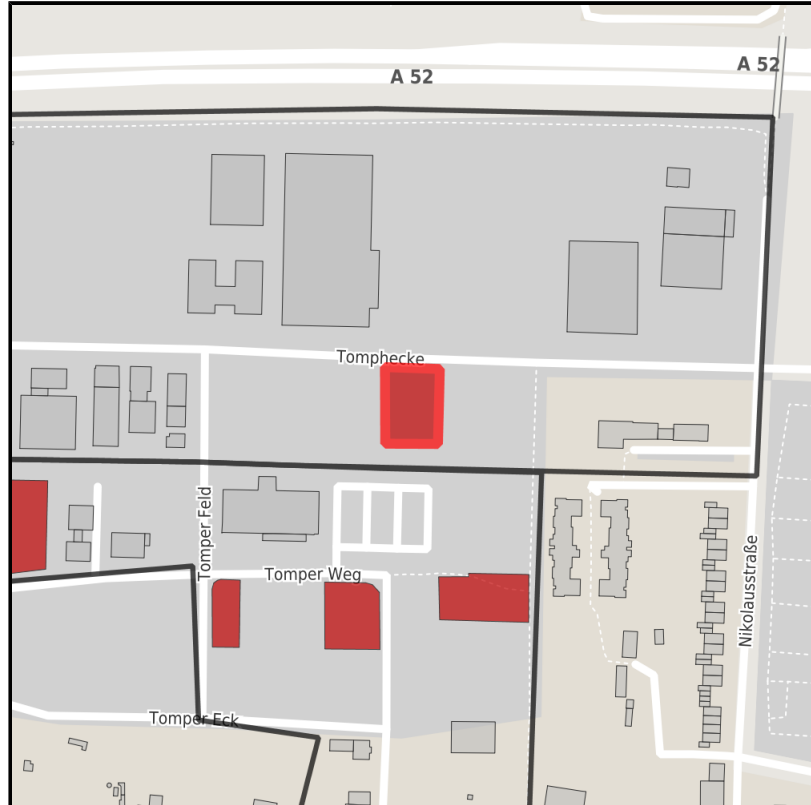 A 52
A 52
Tomphecke
Tomper Feld
Tomper Weg
Nikolausstraße
Tomper Eck